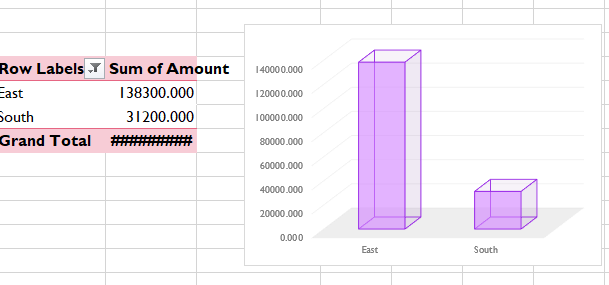 Row Labels Sum of Amount
East 138300.000
South 31200.000
Grand Total ##########
140000.000
120000.000
100000.000
80000.000
60000.000
40000.000
20000.000
0.000
East South